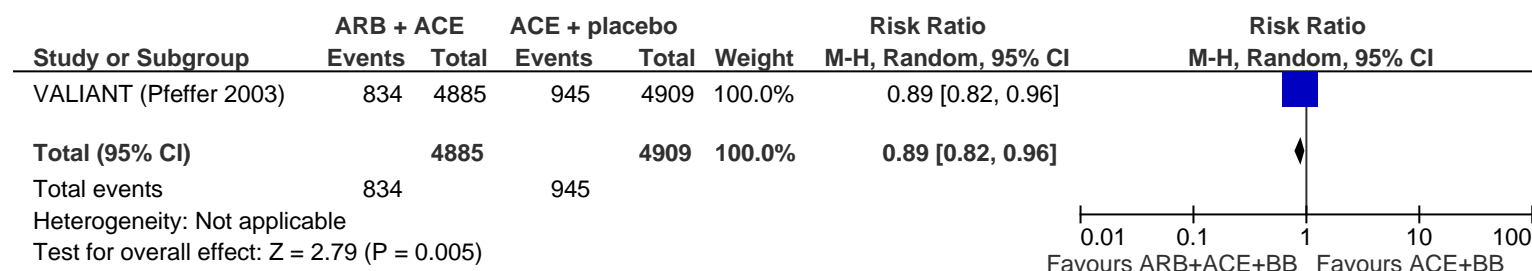 ARB + ACE ACE + placebo Risk Ratio Risk Ratio
Study or Subgroup Events Total Events Total Weight M-H, Random, 95% CI M-H, Random, 95% CI
VALIANT (Pfeffer 2003) 834 4885 945 4909 100.0% 0.89 [0.82, 0.96]
Total (95% CI) 4885 4909 100.0% 0.89 [0.82, 0.96]
Total events 834 945
Heterogeneity: Not applicable
Test for overall effect: Z = 2.79 (P = 0.005)
0.01 0.1 1 10 100
Favours ARB+ACE+BB Favours ACE+BB